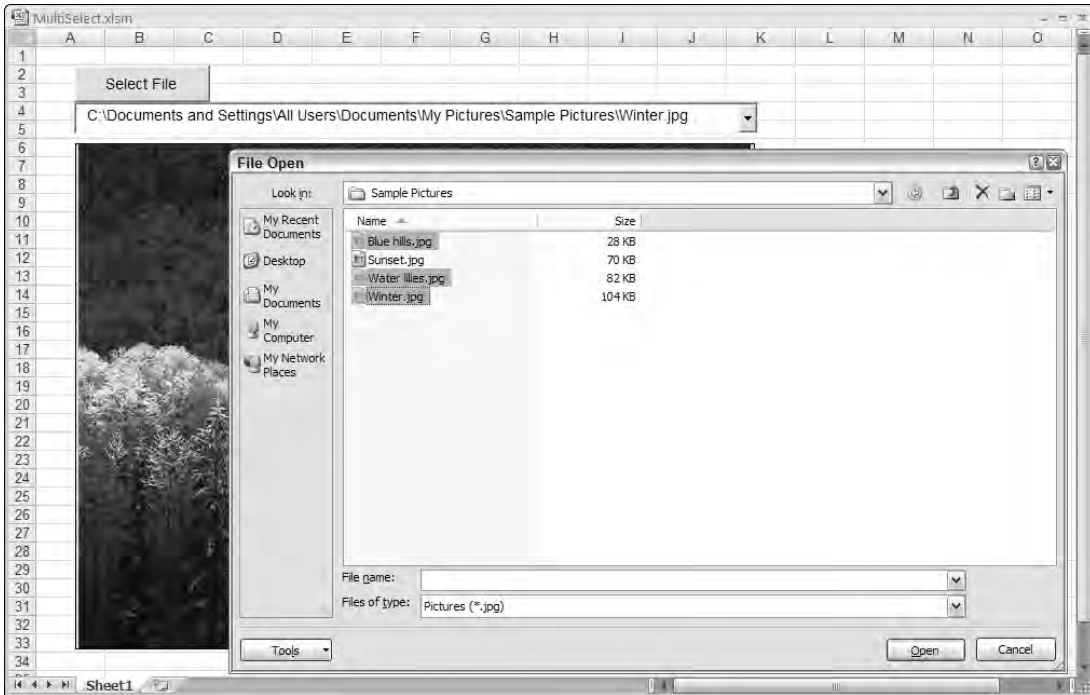 MultiSelect.xlsm
A B C D E F G H I J K L M N O
1
2
3
4
5
6
7
8
9
10
11
12
13
14
15
16
17
18
19
20
21
22
23
24
25
26
27
28
29
30
31
32
33
34
Select File
C:\Documents and Settings\All Users\Documents\My Pictures\Sample Pictures\Winter.jpg
File Open
Look in: Sample Pictures
My Recent
Documents
Desktop
My
Documents
My
Computer
My Network
Places
Name Size
Blue hills.jpg 28 KB
Sunset.jpg 70 KB
Water lilies.jpg 82 KB
Winter.jpg 104 KB
File name:
Files of type: Pictures (*.jpg)
Tools Open Cancel
Sheet1